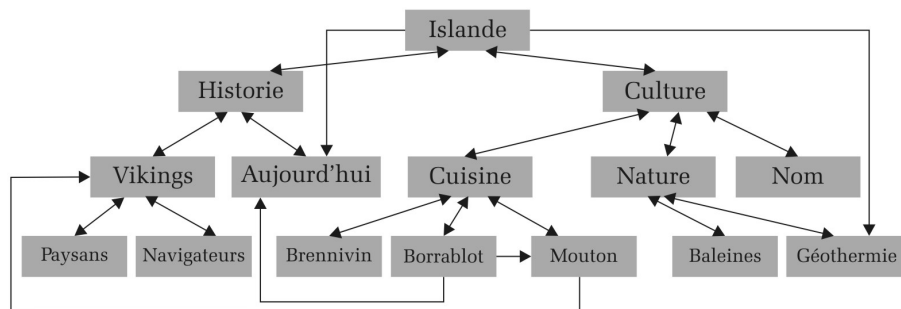 Islande
Historie
Culture
Vikings
Aujourd'hui
Cuisine
Nature
Nom
Paysans
Navigateurs
Brennivin
Borrablot
Mouton
Baleines
Géothermie